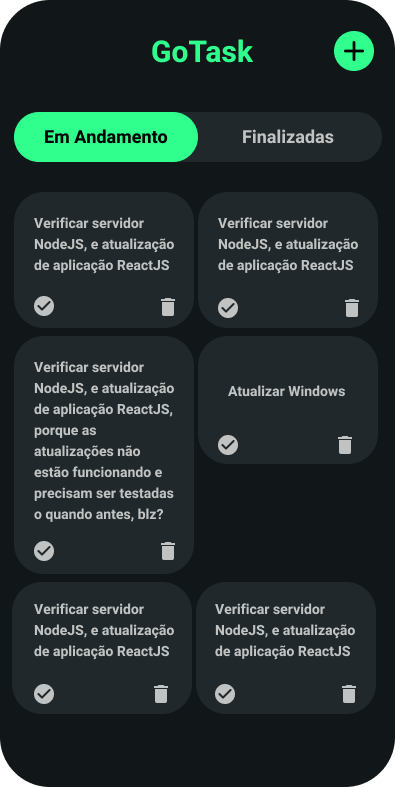 GoTask
Em Andamento
Finalizadas
Verificar servidor
NodeJS, e atualização
de aplicação ReactJS
Verificar servidor
NodeJS, e atualização
de aplicação ReactJS
Verificar servidor
NodeJS, e atualização
de aplicação ReactJS,
porque as
atualizações não
estão funcionando e
precisam ser testadas
o quando antes, blz?
Atualizar Windows
Verificar servidor
NodeJS, e atualização
de aplicação ReactJS
Verificar servidor
NodeJS, e atualização
de aplicação ReactJS